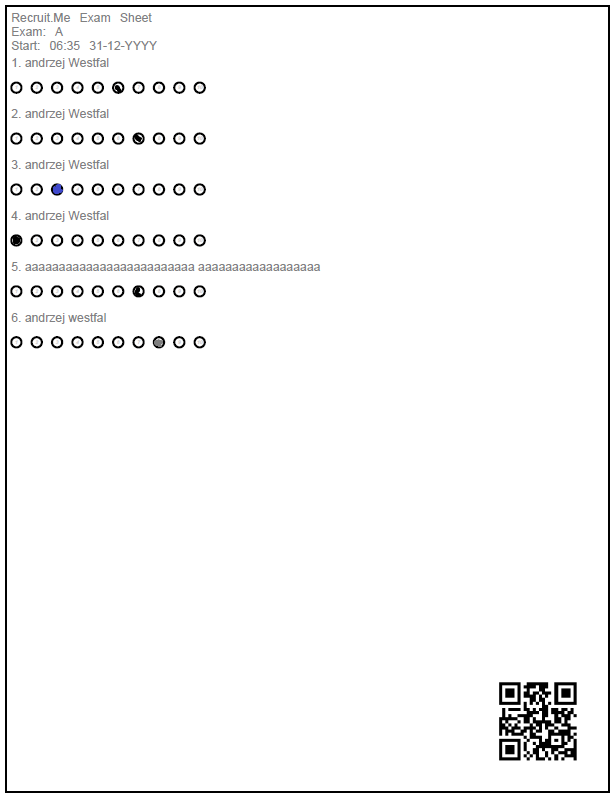 Recruit.Me Exam Sheet
Exam: A
Start: 06:35 31-12-YYYY
1. andrzej Westfal
2. andrzej Westfal
3. andrzej Westfal
4. andrzej Westfal
5. aaaaaaaaaaaaaaaaaaaaaaaaa aaaaaaaaaaaaaaaaaa
6. andrzej westfal